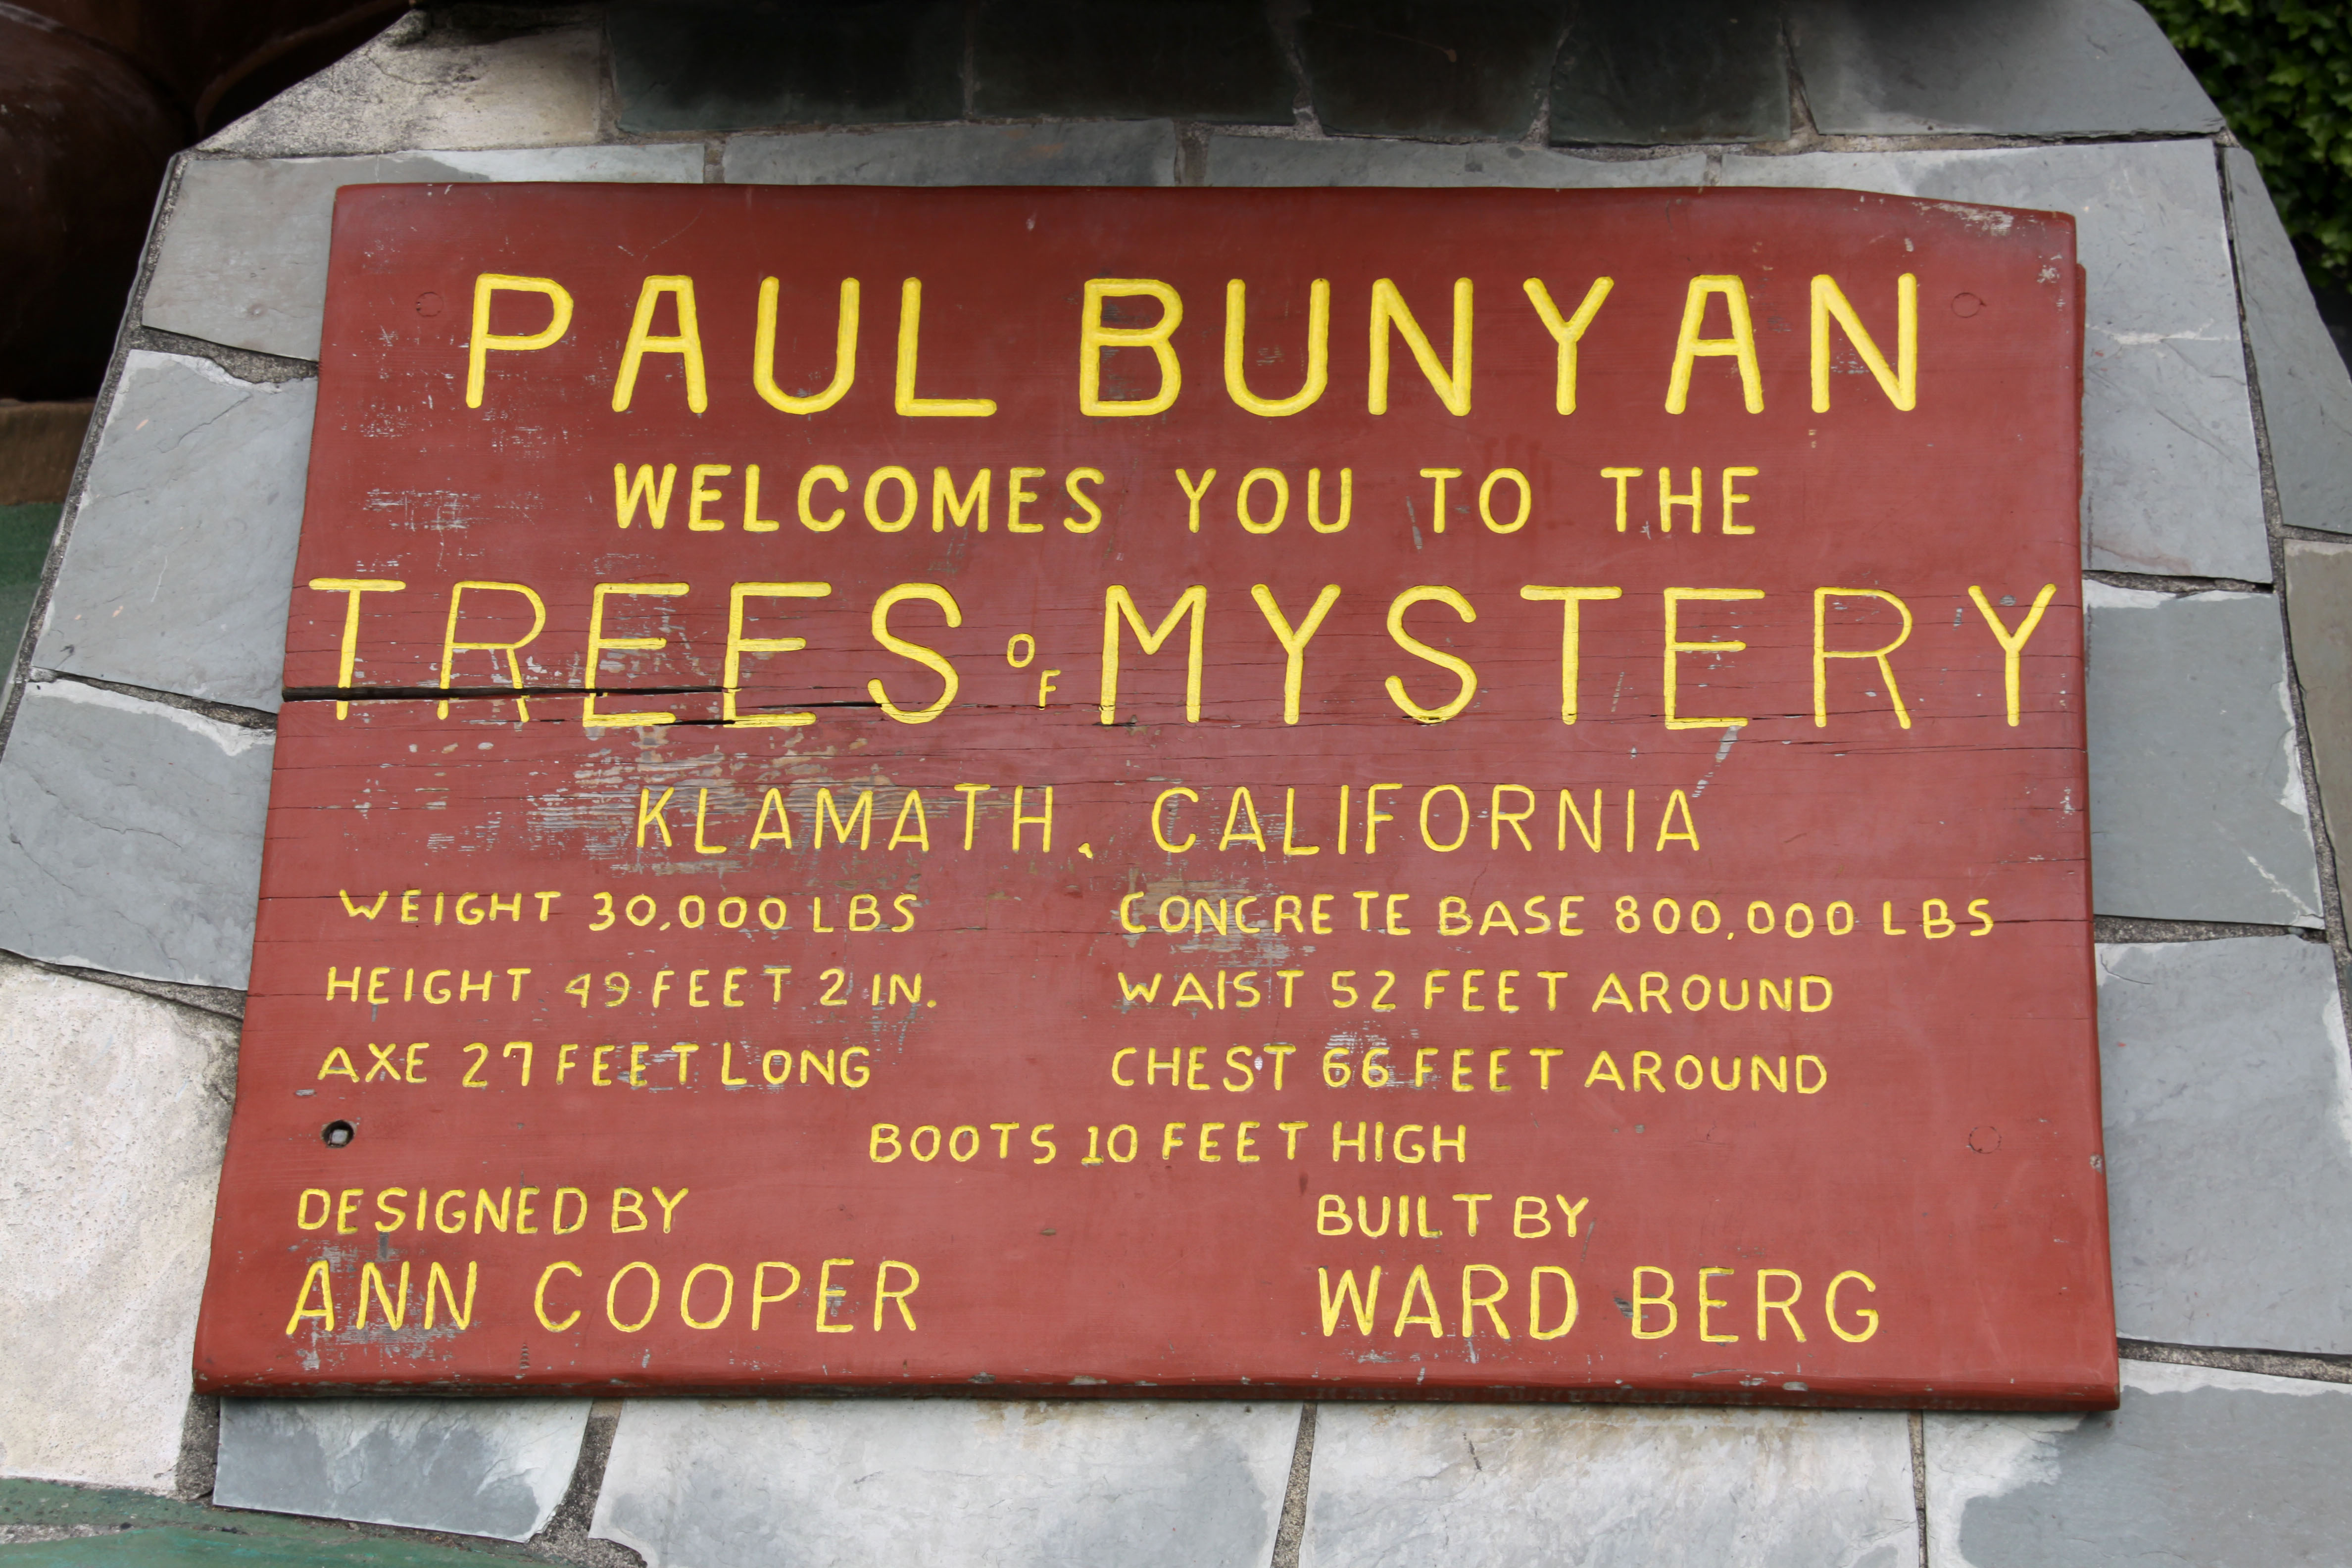 PAUL BUNYAN
WELCOMES YOU TO THE
TREES OF MYSTERY
KLAMATH, CALIFORNIA
WEIGHT 30,000 LBS CONCRETE BASE 800,000 LBS
HEIGHT 49 FEET 2 IN. WAIST 52 FEET AROUND
AXE 27 FEET LONG CHEST 66 FEET AROUND
BOOTS 10 FEET HIGH
DESIGNED BY BUILT BY
ANN COOPER WARD BERG